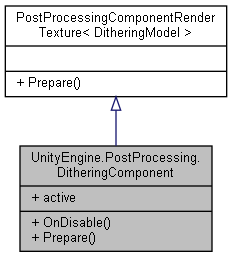 PostProcessingComponentRender
Texture< DitheringModel >
+ Prepare()
UnityEngine.PostProcessing.
DitheringComponent
+ active
+ OnDisable()
+ Prepare()